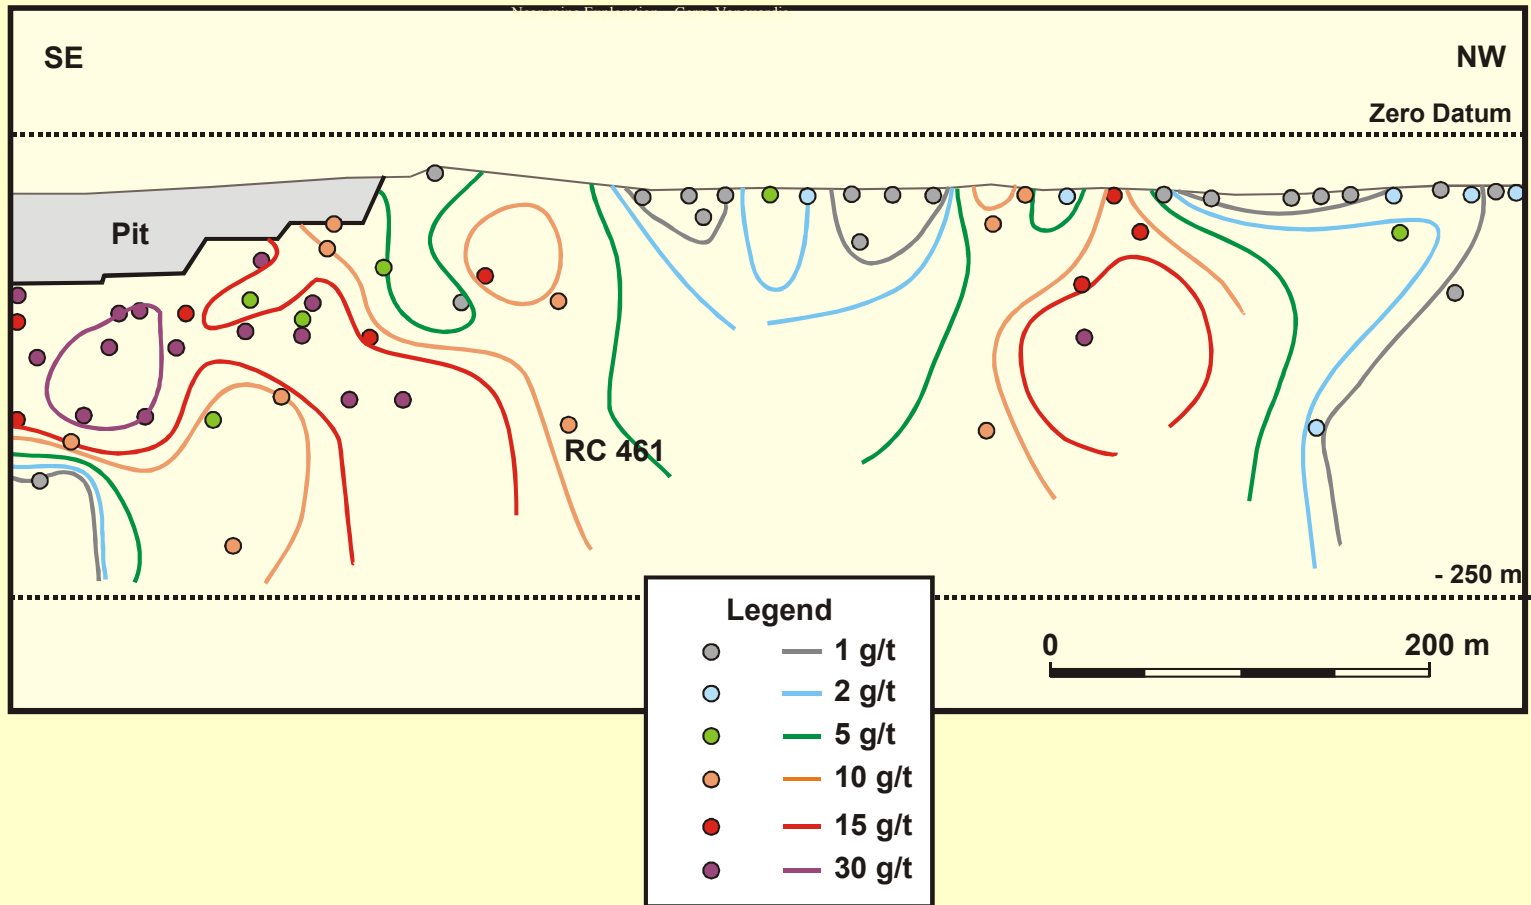 SE
NW
Zero Datum
Pit
RC 461
- 250 m
Legend
0
200 m
1 g/t
2 g/t
5 g/t
10 g/t
15 g/t
30 g/t